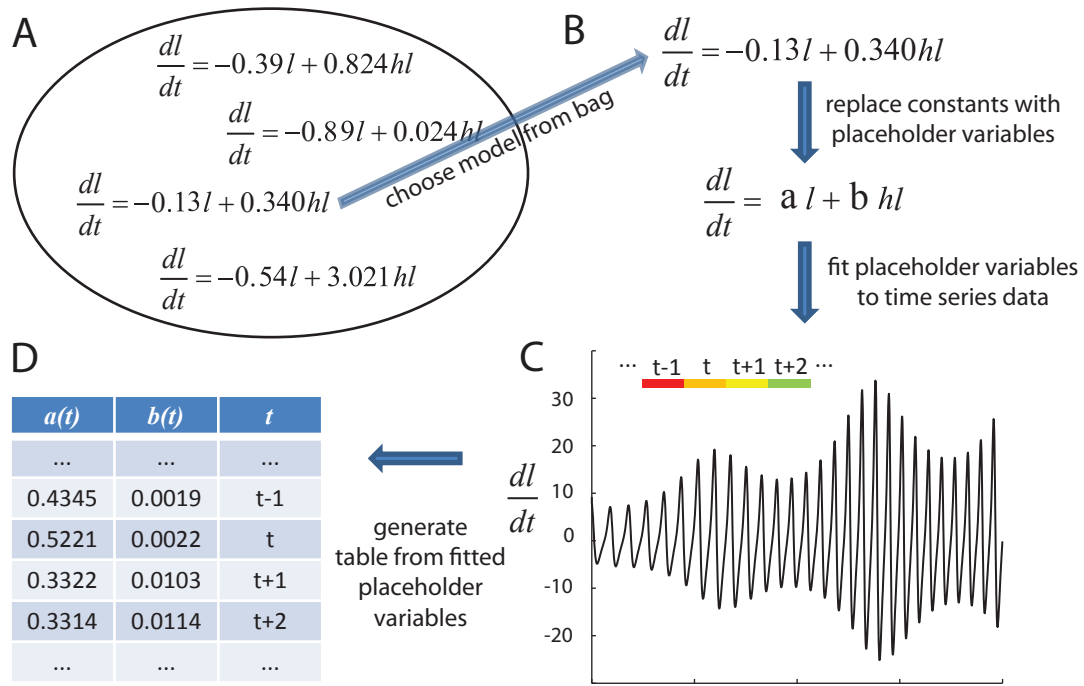 A
dl/dt = −0.39l + 0.824hl
dl/dt = −0.89l + 0.024hl
dl/dt = −0.13l + 0.340hl
dl/dt = −0.54l + 3.021hl
choose model from bag
B
dl/dt = −0.13l + 0.340hl
replace constants with
placeholder variables
dl/dt = a l + b hl
fit placeholder variables
to time series data
C
... t-1 t t+1 t+2 ...
30
20
10
0
-10
-20
dl/dt
generate
table from fitted
placeholder
variables
D
a(t) b(t) t
... ... ...
0.4345 0.0019 t-1
0.5221 0.0022 t
0.3322 0.0103 t+1
0.3314 0.0114 t+2
... ... ...